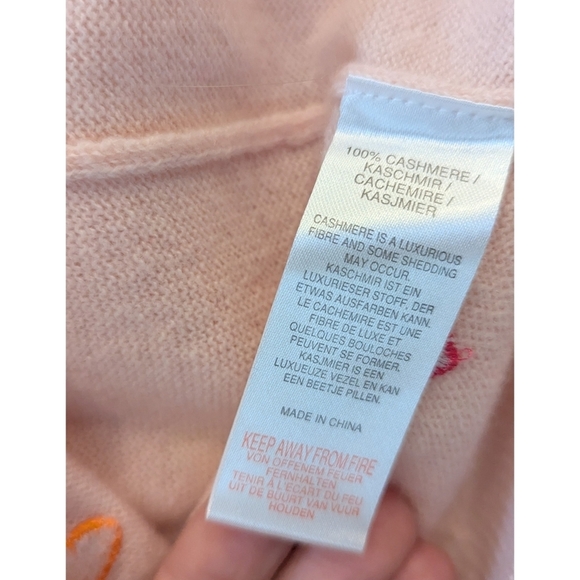 100% CASHMERE /
KASCHMIR /
CACHEMIRE /
KASJMIER
CASHMERE IS A LUXURIOUS
FIBRE AND SOME SHEDDING
MAY OCCUR.
KASCHMIR IST EIN
LUXURIESER STOFF, DER
ETWAS AUSFARBEN KANN.
LE CACHEMIRE EST UNE
FIBRE DE LUXE ET
QUELQUES BOULOCHES
PEUVENT SE FORMER.
KASJMIER IS EEN
LUXUEUZE VEZEL EN KAN
EEN BEETJE PILLEN.
MADE IN CHINA
KEEP AWAY FROM FIRE
VON OFFENEM FEUER
FERNHALTEN
TENIR À L'ÉCART DU FEU
UIT DE BUURT VAN VUUR
HOUDEN